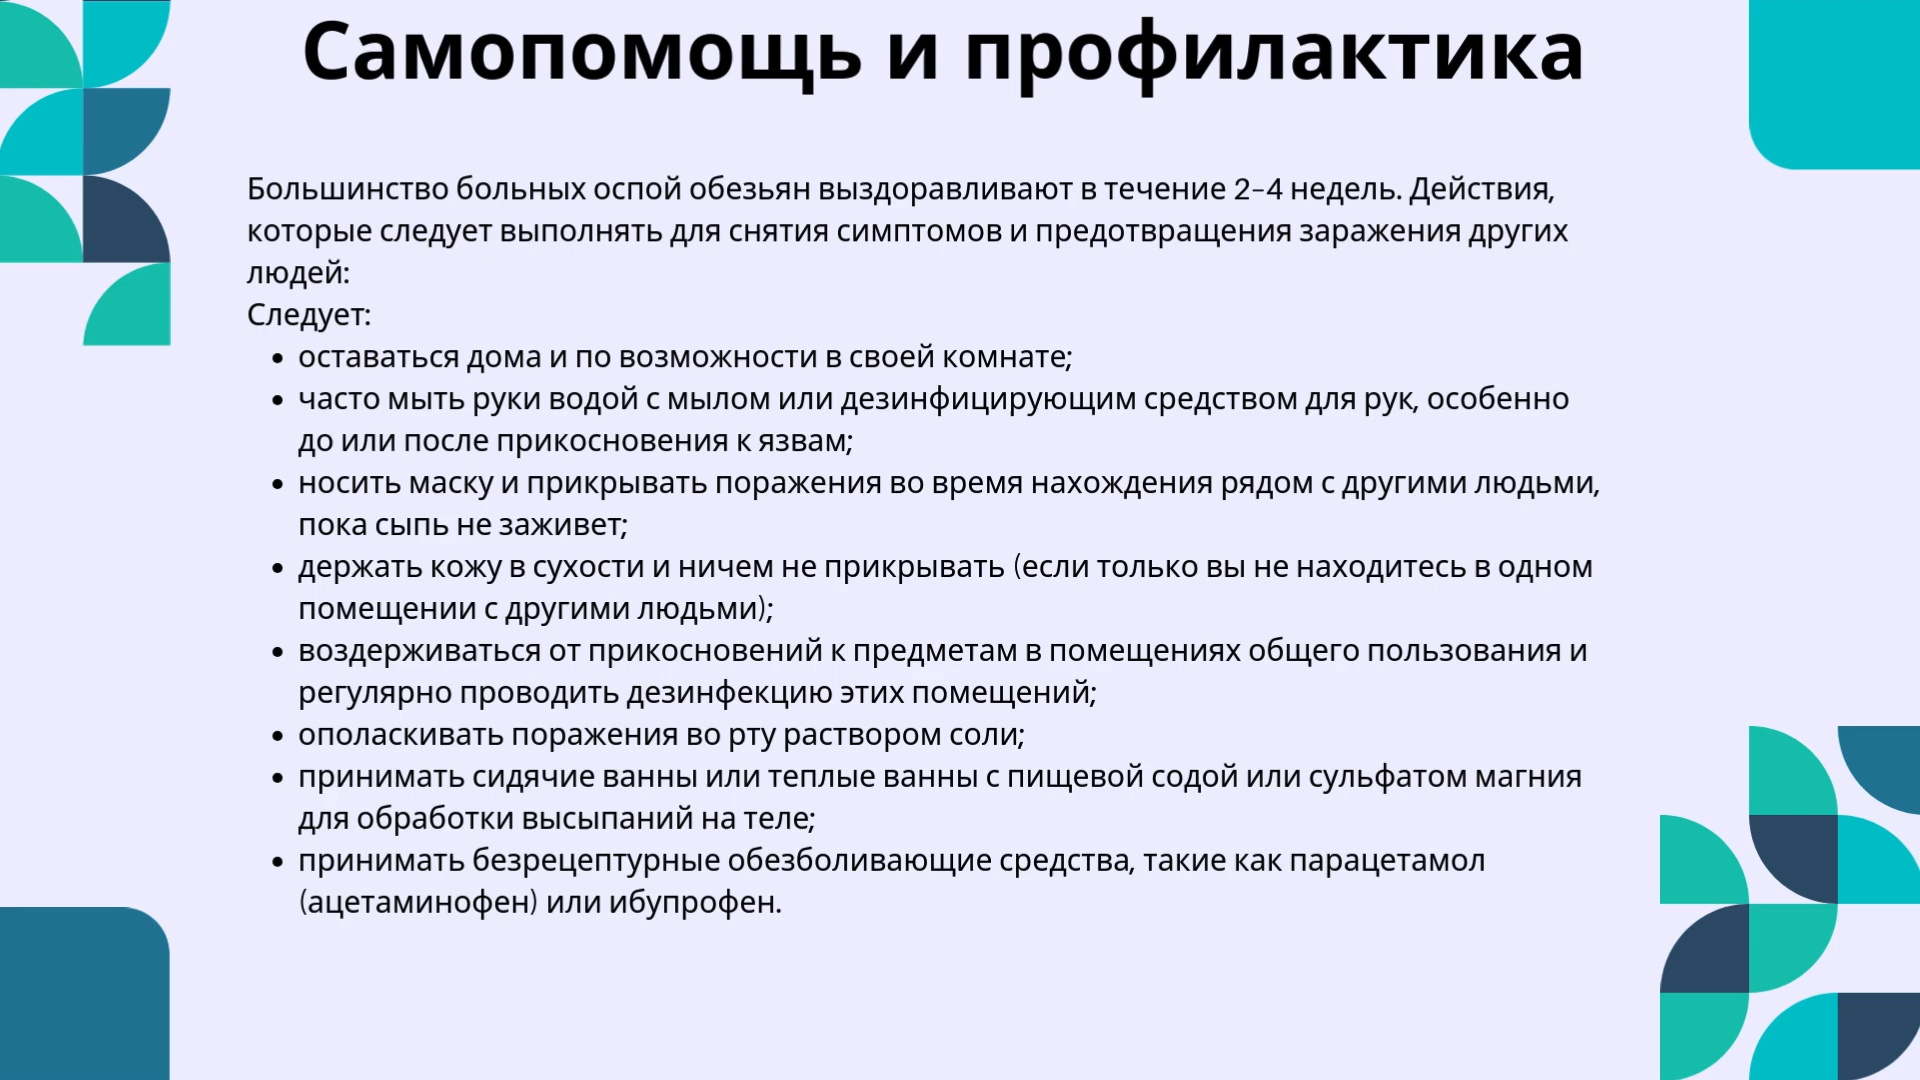 Самопомощь и профилактика
Большинство больных оспой обезьян выздоравливают в течение 2–4 недель. Действия,
которые следует выполнять для снятия симптомов и предотвращения заражения других
людей:
Следует:
• оставаться дома и по возможности в своей комнате;
• часто мыть руки водой с мылом или дезинфицирующим средством для рук, особенно
до или после прикосновения к язвам;
• носить маску и прикрывать поражения во время нахождения рядом с другими людьми,
пока сыпь не заживет;
• держать кожу в сухости и ничем не прикрывать (если только вы не находитесь в одном
помещении с другими людьми);
• воздерживаться от прикосновений к предметам в помещениях общего пользования и
регулярно проводить дезинфекцию этих помещений;
• ополаскивать поражения во рту раствором соли;
• принимать сидячие ванны или теплые ванны с пищевой содой или сульфатом магния
для обработки высыпаний на теле;
• принимать безрецептурные обезболивающие средства, такие как парацетамол
(ацетаминофен) или ибупрофен.